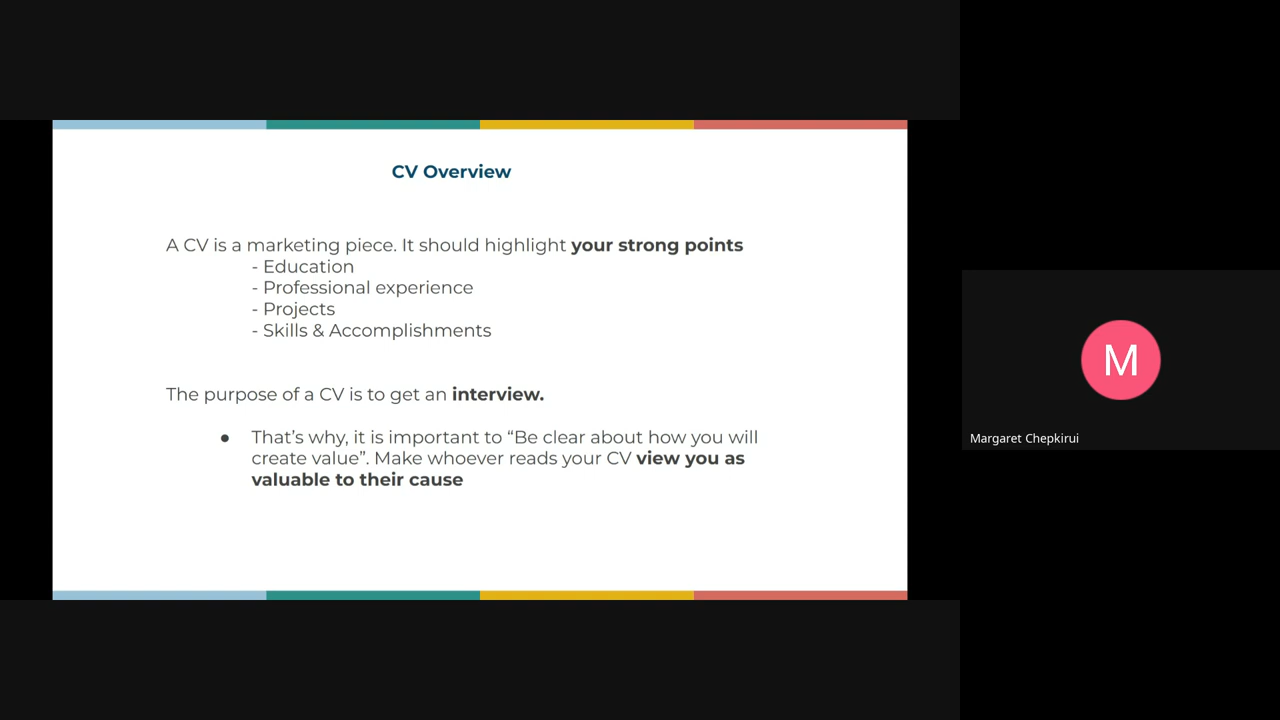 CV Overview
A CV is a marketing piece. It should highlight your strong points
- Education
- Professional experience
- Projects
- Skills & Accomplishments
The purpose of a CV is to get an interview.
● That’s why, it is important to “Be clear about how you will
create value”. Make whoever reads your CV view you as
valuable to their cause
M
Margaret Chepkirui